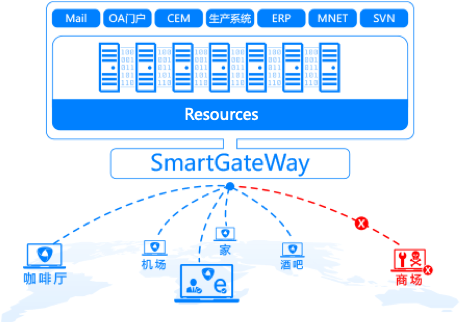 Mail OA门户 CEM 生产系统 ERP MNET SVN
Resources
SmartGateWay
咖啡厅 机场 家 酒吧 商场